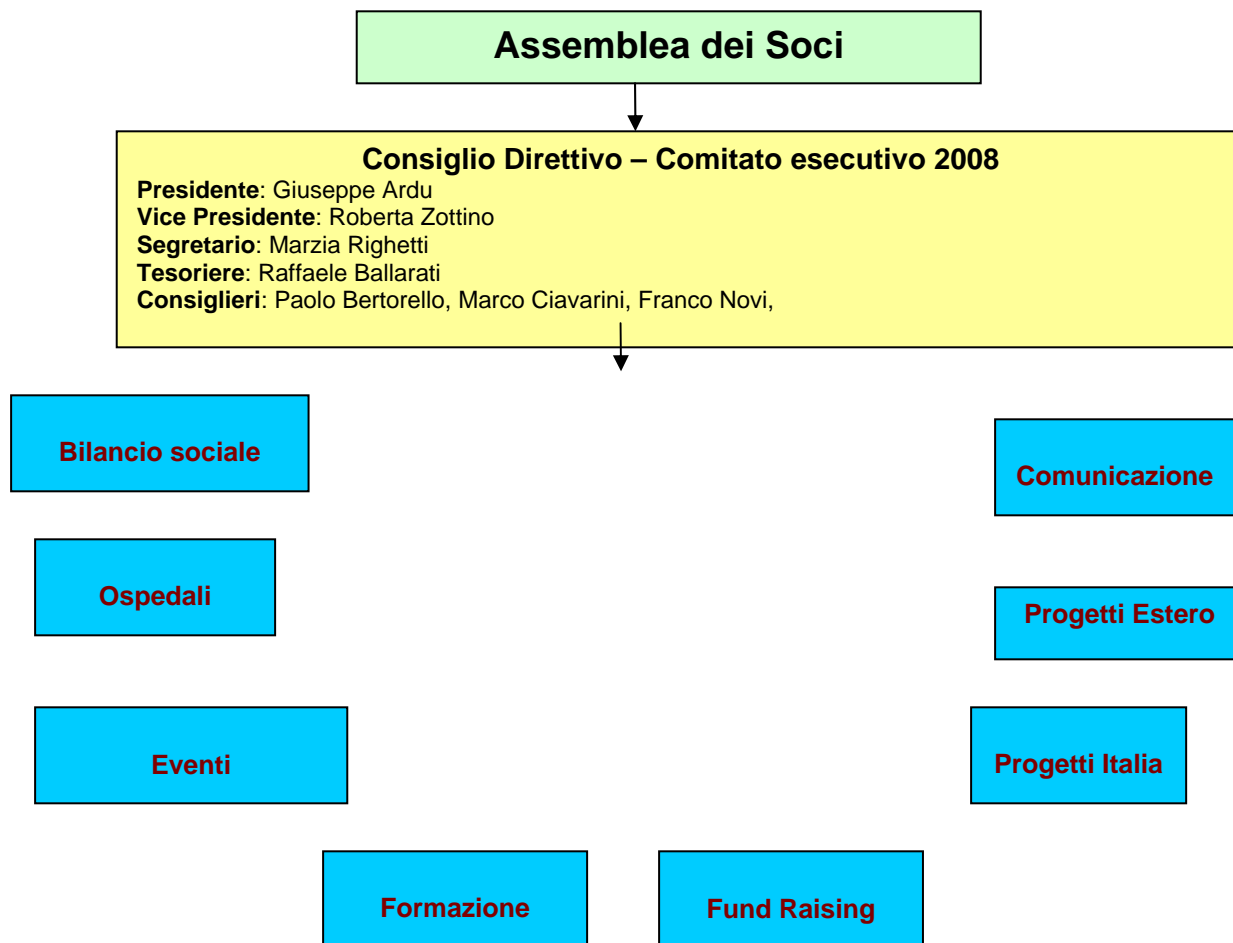 Assemblea dei Soci
Consiglio Direttivo – Comitato esecutivo 2008
Presidente: Giuseppe Ardu
Vice Presidente: Roberta Zottino
Segretario: Marzia Righetti
Tesoriere: Raffaele Ballarati
Consiglieri: Paolo Bertorello, Marco Ciavarini, Franco Novi,
Bilancio sociale
Comunicazione
Ospedali
Progetti Estero
Eventi
Progetti Italia
Formazione
Fund Raising